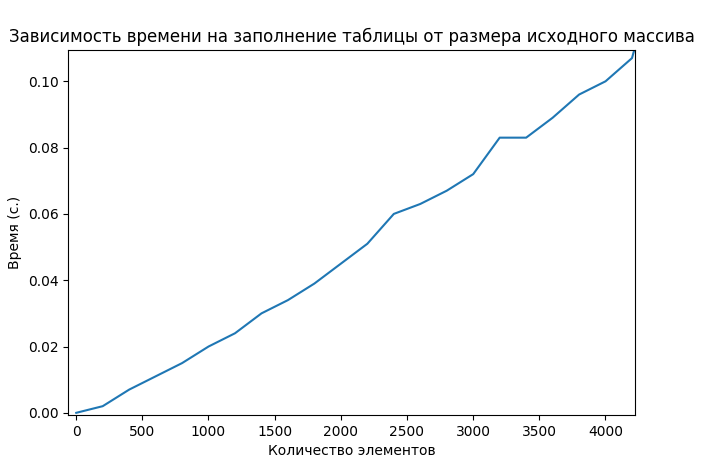 Зависимость времени на заполнение таблицы от размера исходного массива
0.10
0.08
0.06
0.04
0.02
0.00
Время (с.)
0 500 1000 1500 2000 2500 3000 3500 4000
Количество элементов